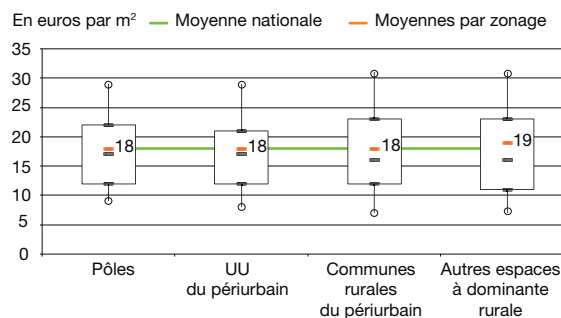 En euros par m² Moyenne nationale Moyennes par zonage
35
30
25
20
15
10
5
0
18
18
18
19
Pôles
UU
du périurbain
Communes
rurales
du périurbain
Autres espaces
à dominante
rurale